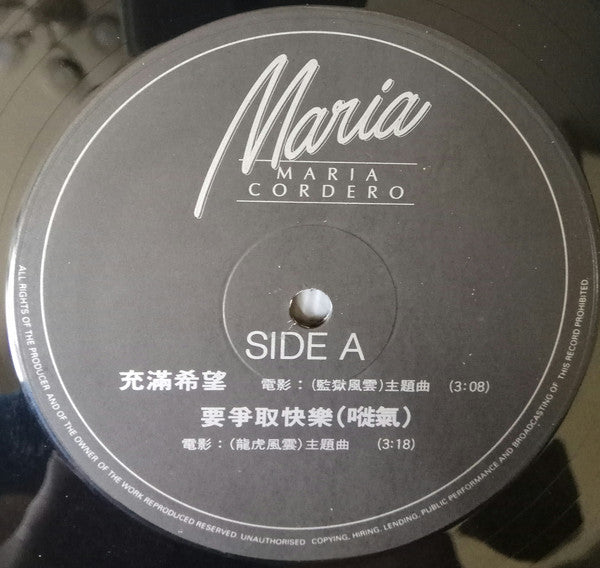 Maria
MARIA
CORDERO
SIDE A
充滿希望 電影：（監獄風雲）主題曲 (3:08)
要爭取快樂（嘥氣）
電影：（龍虎風雲）主題曲 (3:18)
ALL RIGHTS OF THE PRODUCER AND OF THE OWNER OF THE WORK REPRODUCED RESERVED. UNAUTHORISED COPYING, HIRING, LENDING, PUBLIC PERFORMANCE AND BROADCASTING OF THIS RECORD PROHIBITED.